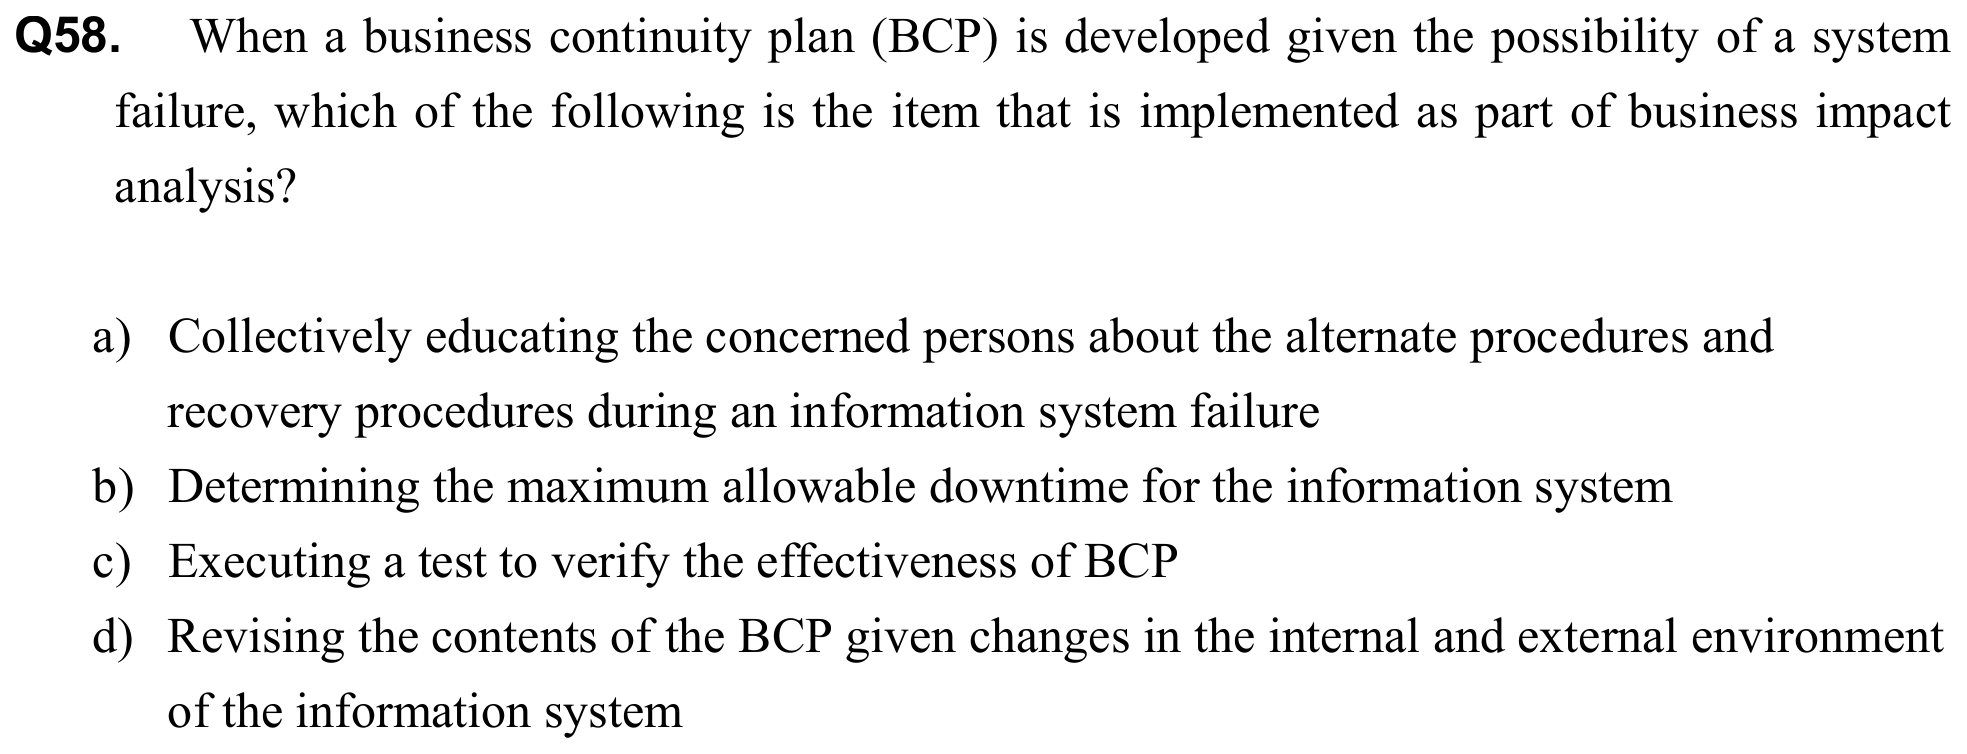 Q58. When a business continuity plan (BCP) is developed given the possibility of a system
failure, which of the following is the item that is implemented as part of business impact
analysis?
a) Collectively educating the concerned persons about the alternate procedures and
recovery procedures during an information system failure
b) Determining the maximum allowable downtime for the information system
c) Executing a test to verify the effectiveness of BCP
d) Revising the contents of the BCP given changes in the internal and external environment
of the information system